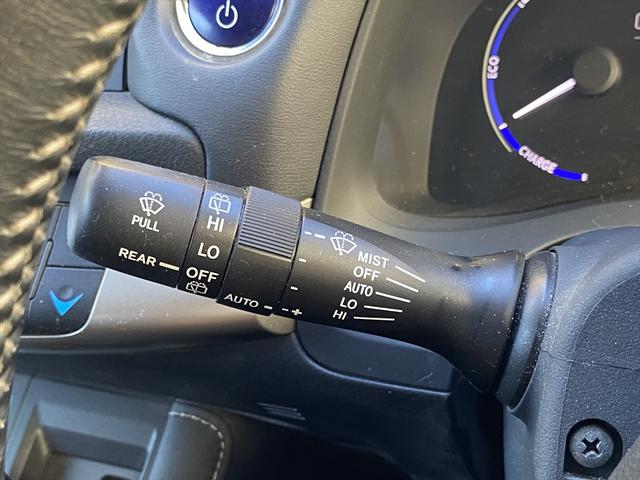 ECO
CHARGE
PULL
REAR
HI
LO
OFF
AUTO
- +
MIST
OFF
AUTO
LO
HI